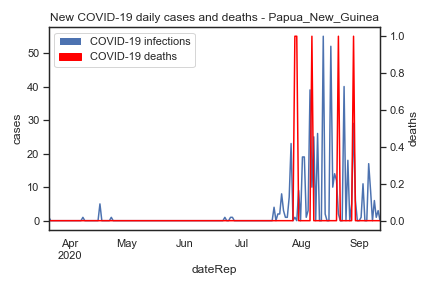 New COVID-19 daily cases and deaths - Papua_New_Guinea
COVID-19 infections
COVID-19 deaths
cases
50
40
30
20
10
0
deaths
1.0
0.8
0.6
0.4
0.2
0.0
Apr
2020
May
Jun
Jul
Aug
Sep
dateRep